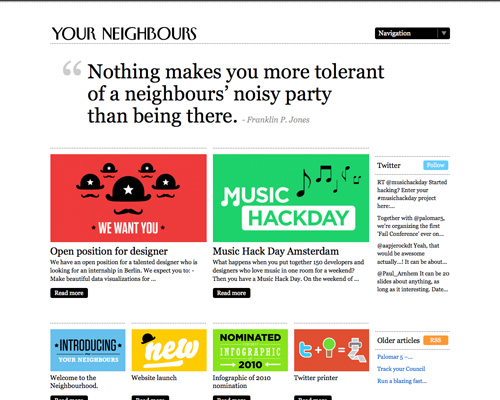 YOUR NEIGHBOURS
Navigation
“ Nothing makes you more tolerant
of a neighbours’ noisy party
than being there. - Franklin P. Jones
WE WANT YOU
Open position for designer
We have an open position for a talented designer who is
looking for an internship in Berlin. We expect you to: -
Make beautiful data visualizations for ...
Read more
MUSIC
HACKDAY
Music Hack Day Amsterdam
What happens when you put together 150 developers and
designers who love music in one room for a weekend?
Then you have a Music Hack Day. On the weekend of ...
Read more
Twitter
Follow
RT @musichackday Started
hacking? Enter your
#musichackday project
here:...
Together with @palomar5,
we're organizing the first
'Fail Conference' ever on...
@aapjerockdt Yeah, that
would be awesome
actually...! It can be about...
@Paul_Arnhem It can be 20
slides about anything, as
long as it interesting. Date...
INTRODUCING
YOUR NEIGHBOURS
Welcome to the
Neighbourhood.
Read more
new
Website launch
Read more
NOMINATED
INFOGRAPHIC
2010
Infographic of 2010
nomination
Read more
Twitter printer
Read more
Older articles
RSS
Palomar 5 –...
Track your Council
Run a blazing fast...